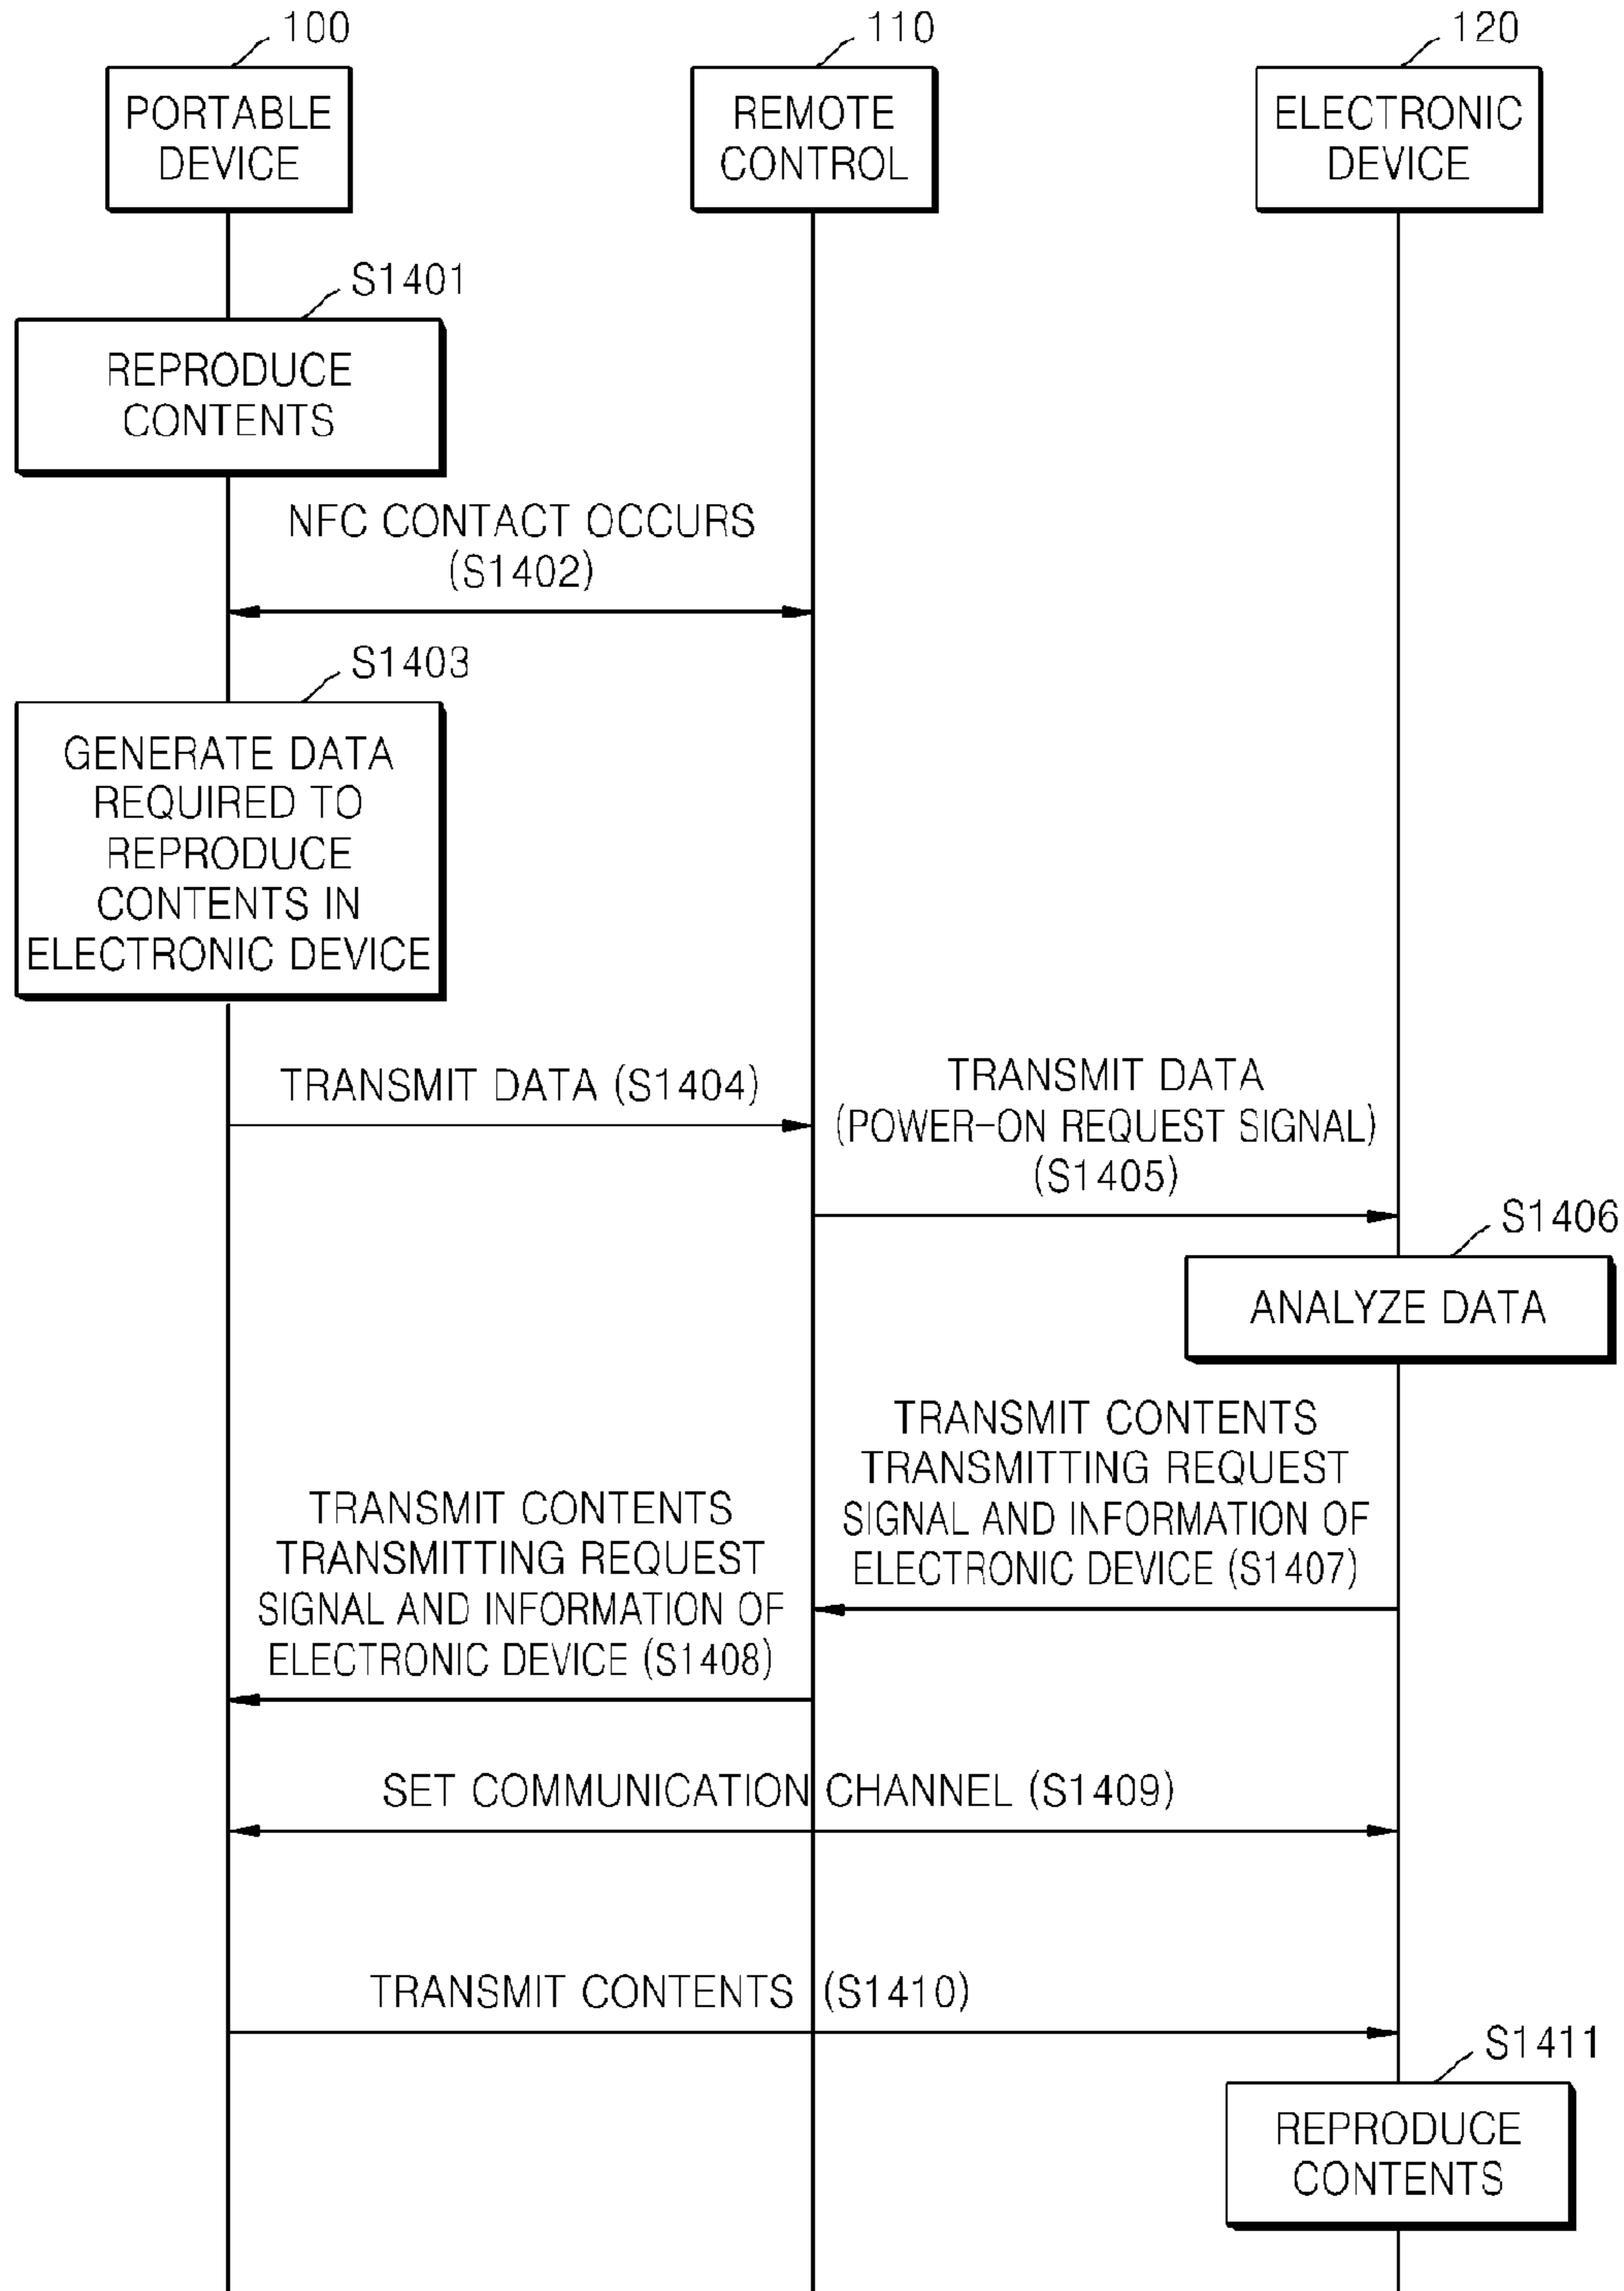 100
110
120
PORTABLE
DEVICE
REMOTE
CONTROL
ELECTRONIC
DEVICE
S1401
REPRODUCE
CONTENTS
NFC CONTACT OCCURS
(S1402)
S1403
GENERATE DATA
REQUIRED TO
REPRODUCE
CONTENTS IN
ELECTRONIC DEVICE
TRANSMIT DATA (S1404)
TRANSMIT DATA
(POWER-ON REQUEST SIGNAL)
(S1405)
S1406
ANALYZE DATA
TRANSMIT CONTENTS
TRANSMITTING REQUEST
SIGNAL AND INFORMATION OF
ELECTRONIC DEVICE (S1407)
TRANSMIT CONTENTS
TRANSMITTING REQUEST
SIGNAL AND INFORMATION OF
ELECTRONIC DEVICE (S1408)
SET COMMUNICATION CHANNEL (S1409)
TRANSMIT CONTENTS (S1410)
S1411
REPRODUCE
CONTENTS